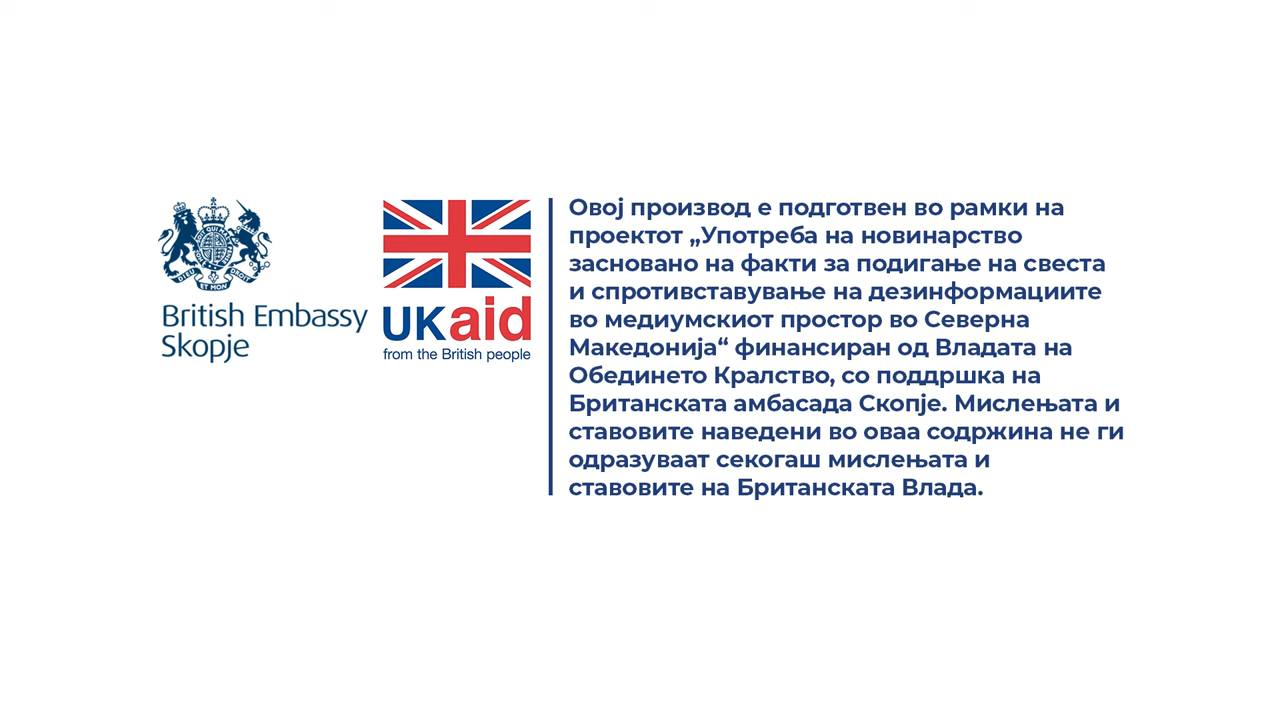 British Embassy
Skopje
UKaid
from the British people
Овој производ е подготвен во рамки на
проектот „Употреба на новинарство
засновано на факти за подигање на свеста
и спротивставување на дезинформациите
во медиумскиот простор во Северна
Македонија“ финансиран од Владата на
Обединето Кралство, со поддршка на
Британската амбасада Скопје. Мислењата и
ставовите наведени во оваа содржина не ги
одразуваат секогаш мислењата и
ставовите на Британската Влада.